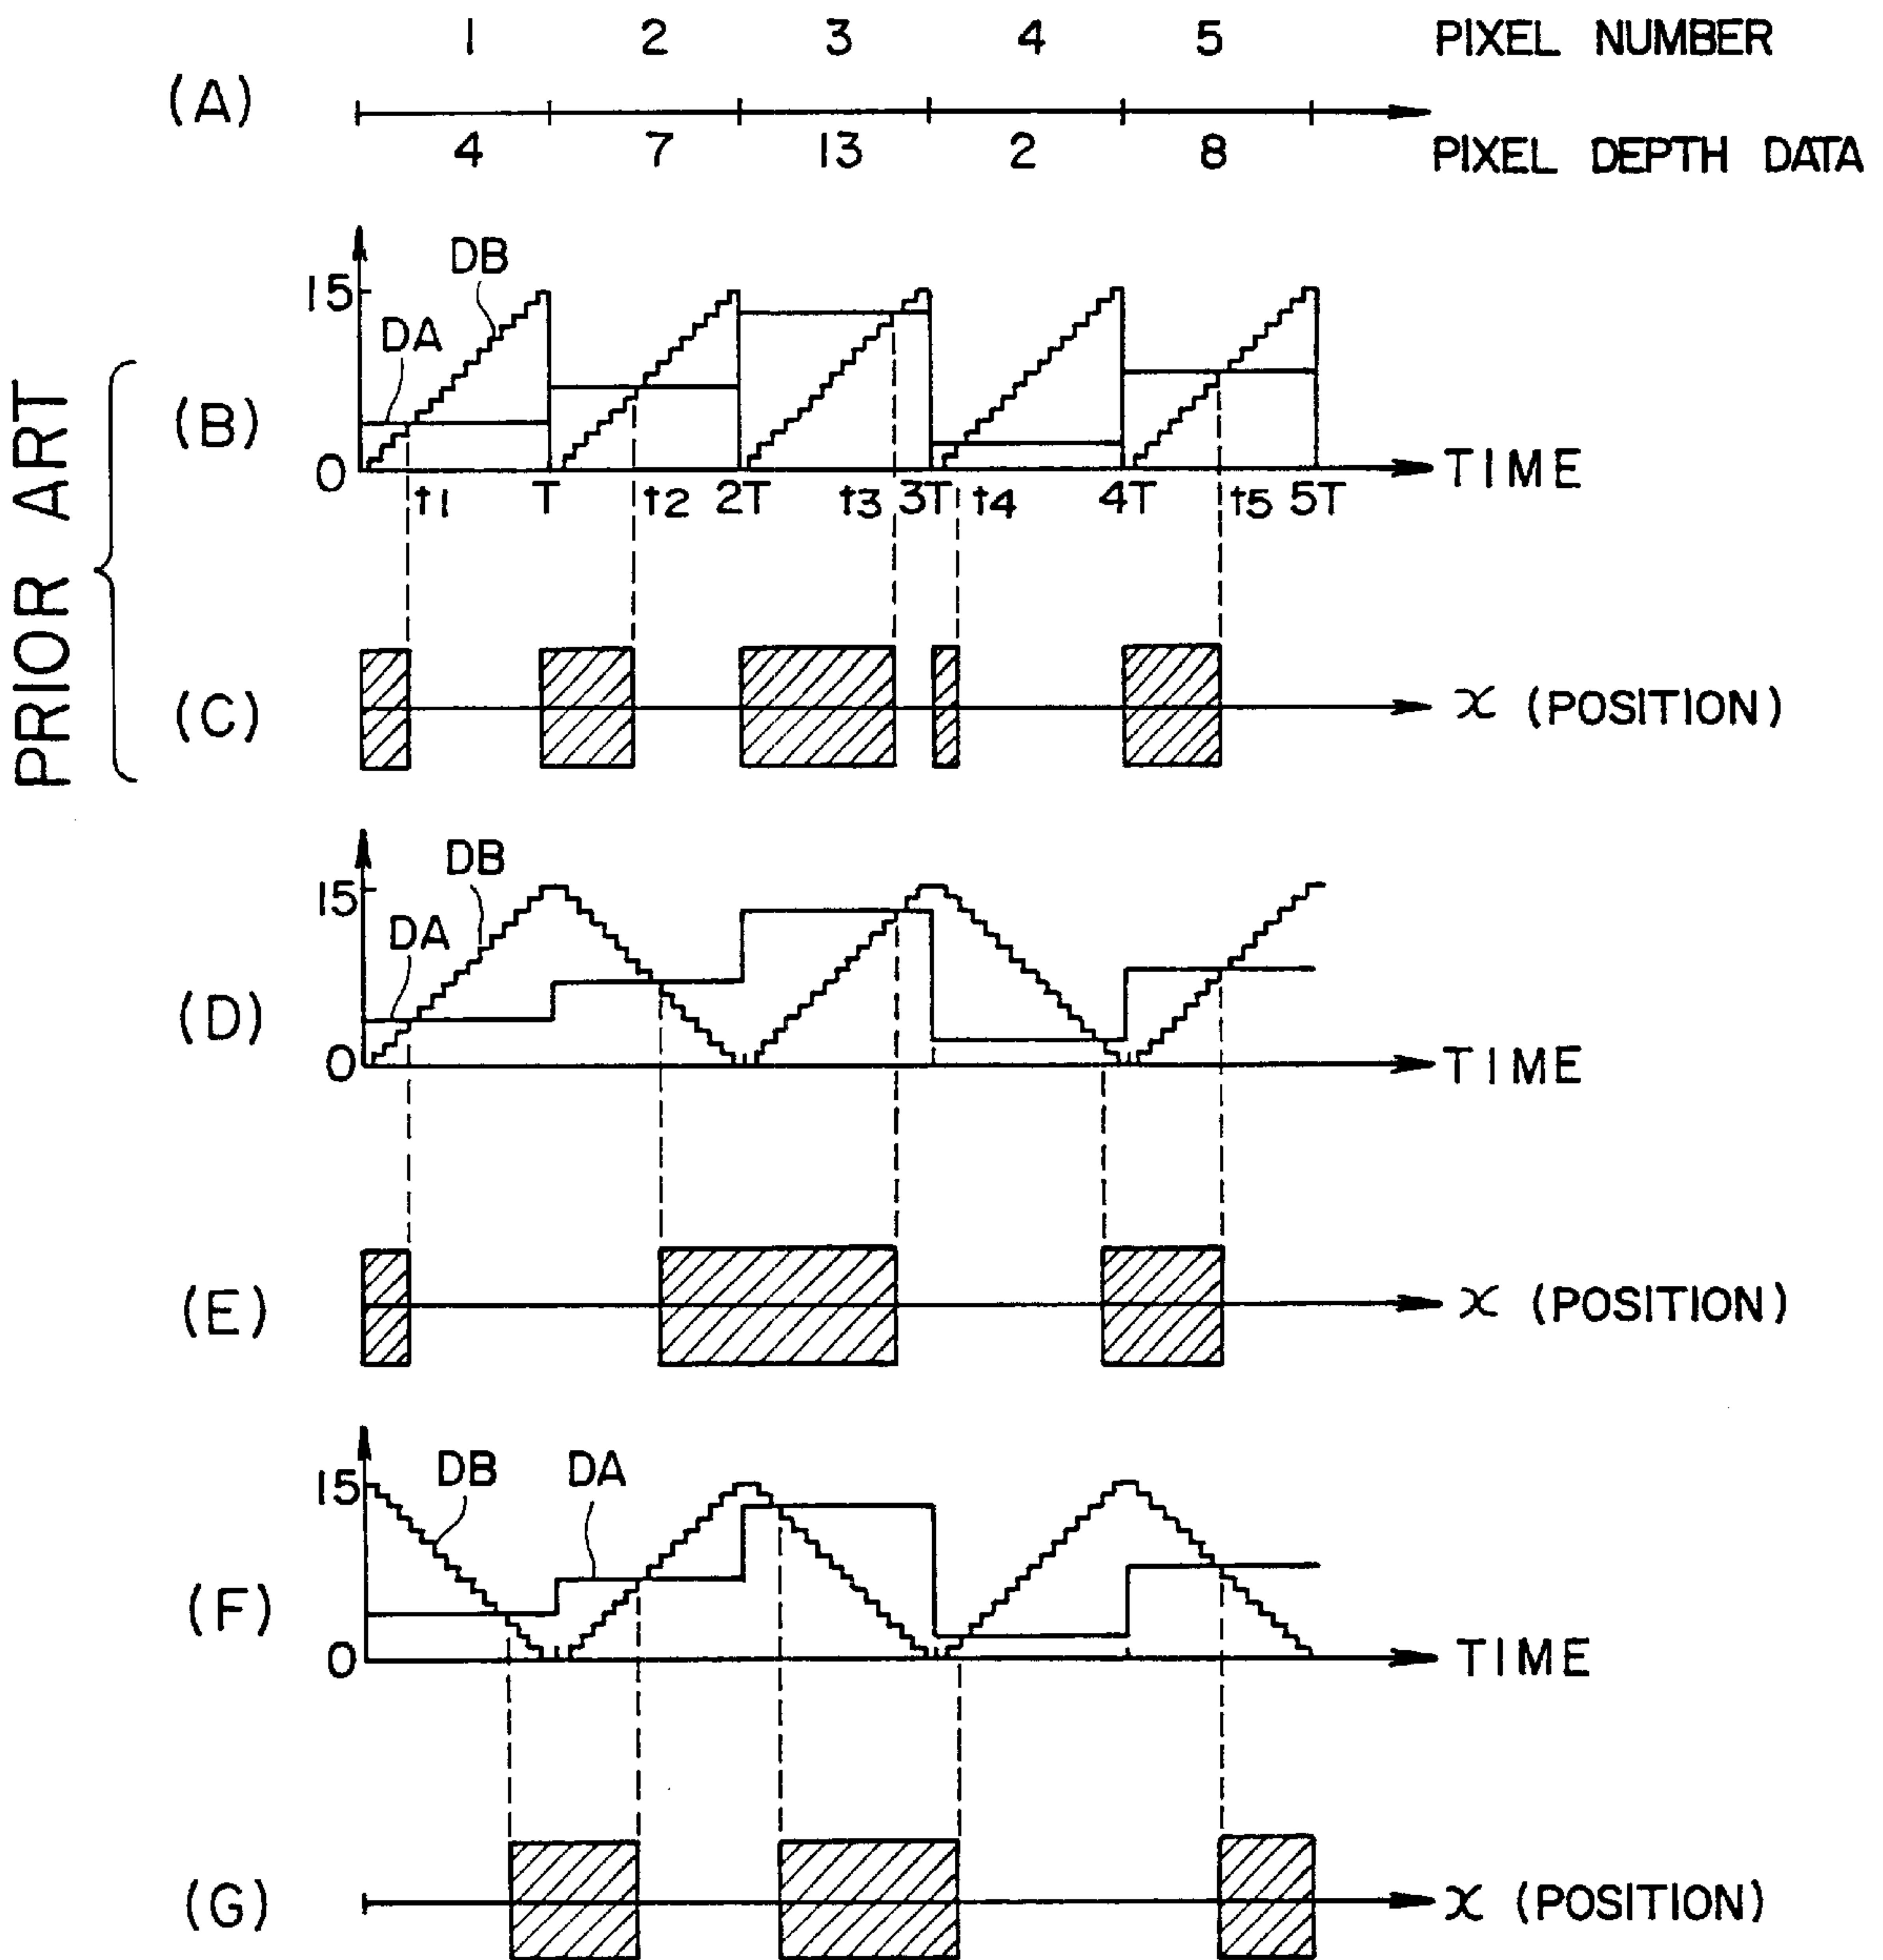 1 2 3 4 5 PIXEL NUMBER
(A)
4 7 13 2 8 PIXEL DEPTH DATA
PRIOR ART
(B)
15
DB
DA
0
t1 T t2 2T t3 3T t4 4T t5 5T
TIME
(C)
x (POSITION)
(D)
15
DB
DA
0
TIME
(E)
x (POSITION)
(F)
15
DB
DA
0
TIME
(G)
x (POSITION)